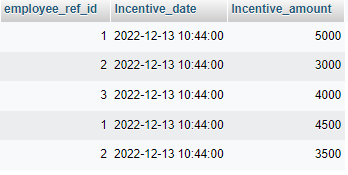 employee_ref_id Incentive_date Incentive_amount
1 2022-12-13 10:44:00 5000
2 2022-12-13 10:44:00 3000
3 2022-12-13 10:44:00 4000
1 2022-12-13 10:44:00 4500
2 2022-12-13 10:44:00 3500